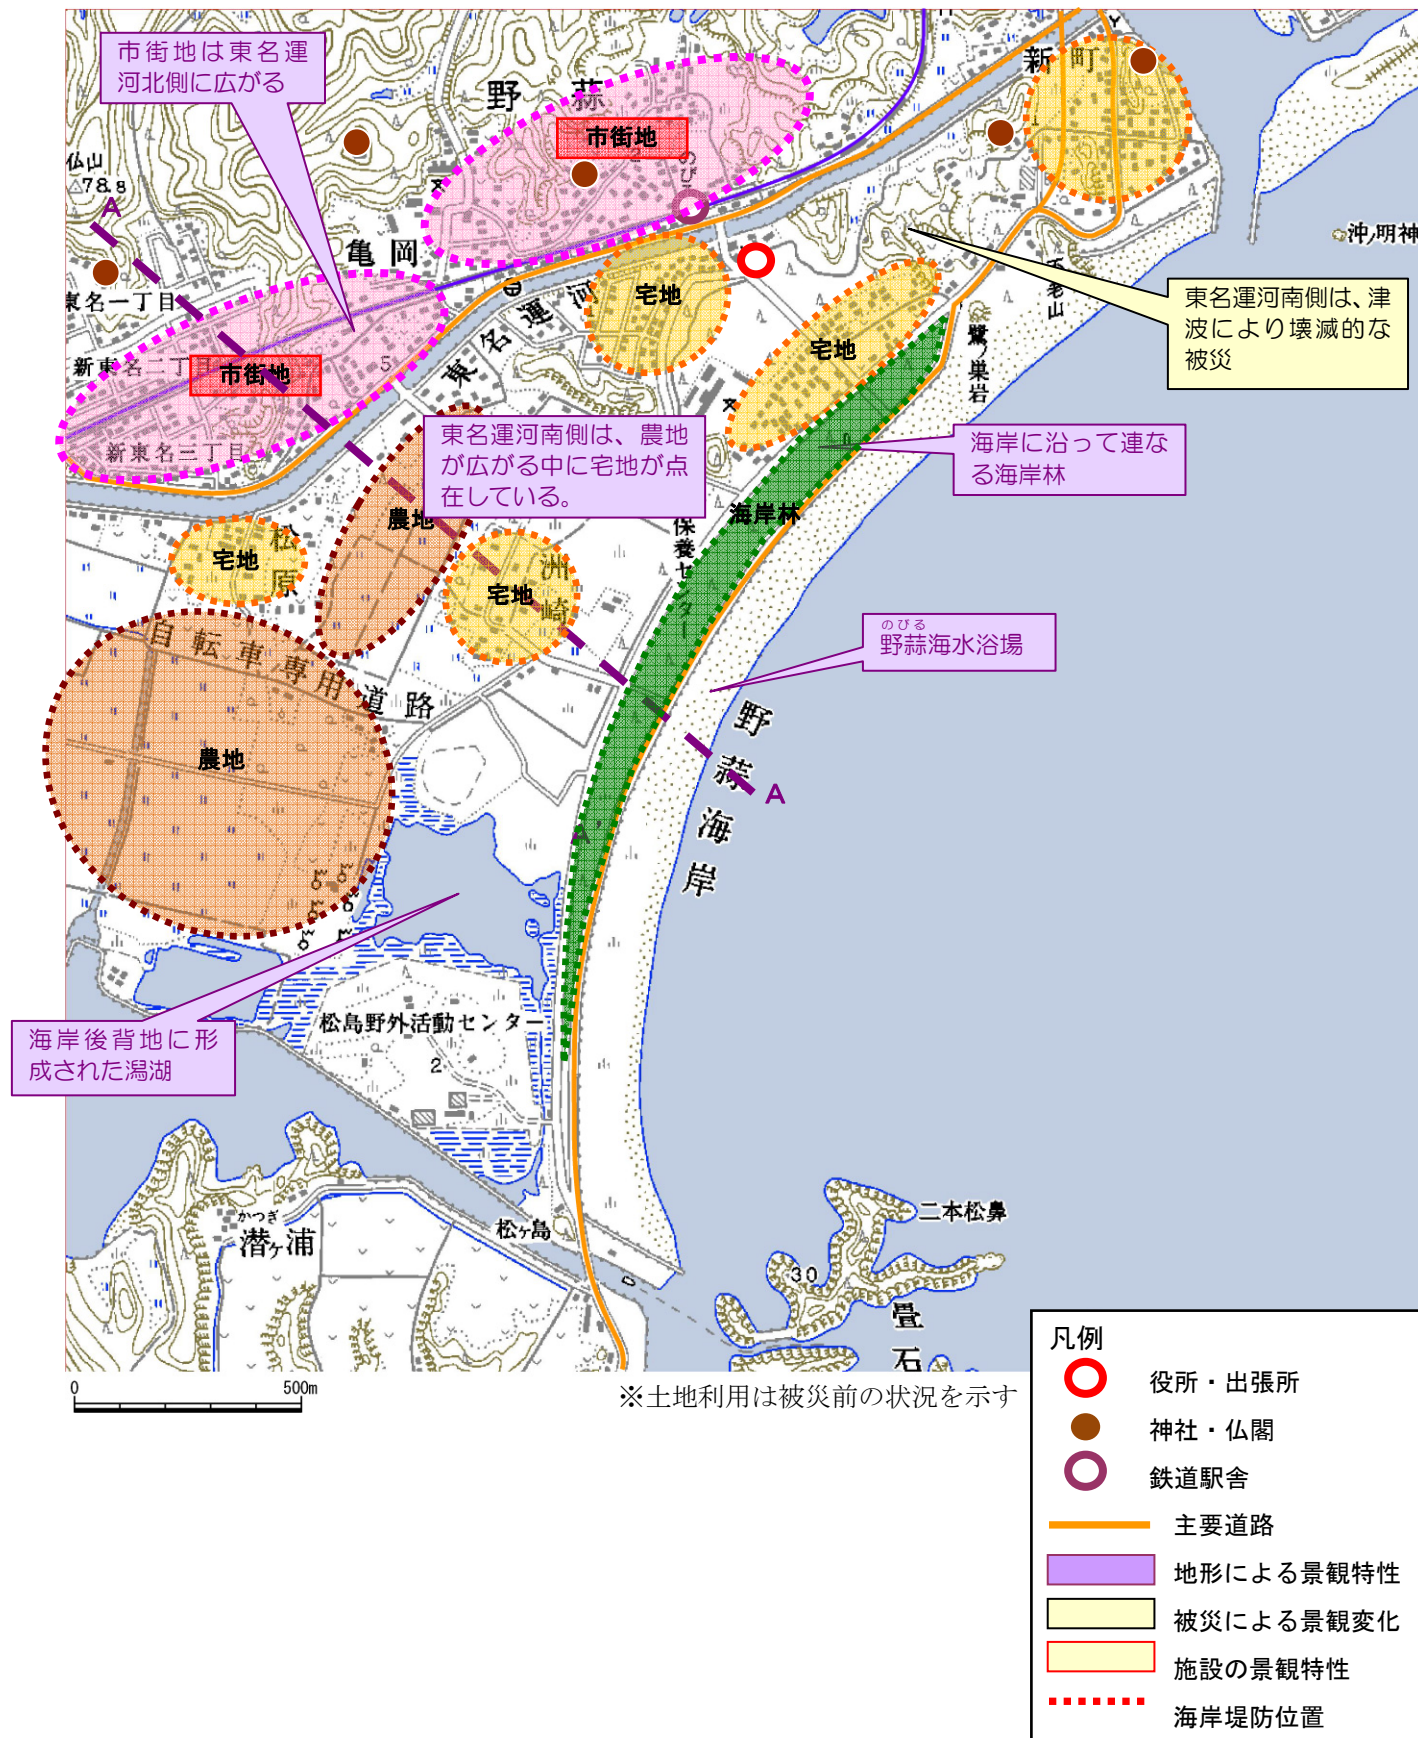 市街地は東名運
河北側に広がる
野蒜
市街地
のびる
新町
仏山
78.8
A
亀岡
東名一丁目
沖ノ明神
東名運河
宅地
宅地
東名運河南側は、津
波により壊滅的な
被災
新東名二丁目
市街地
5
鷺ノ巣岩
新東名三丁目
東名運河南側は、農地
が広がる中に宅地が点
在している。
海岸に沿って連な
る海岸林
農地
海岸林
保養センター
松原
宅地
洲崎
宅地
のびる
野蒜海水浴場
自転車専用道路
農地
野蒜海岸
A
A
海岸後背地に形
成された潟湖
松島野外活動センター
2
かつぎ
潜ヶ浦
松ヶ島
二本松鼻
30
畳石
0 500m
※土地利用は被災前の状況を示す
凡例
役所・出張所
神社・仏閣
鉄道駅舎
主要道路
地形による景観特性
被災による景観変化
施設の景観特性
海岸堤防位置